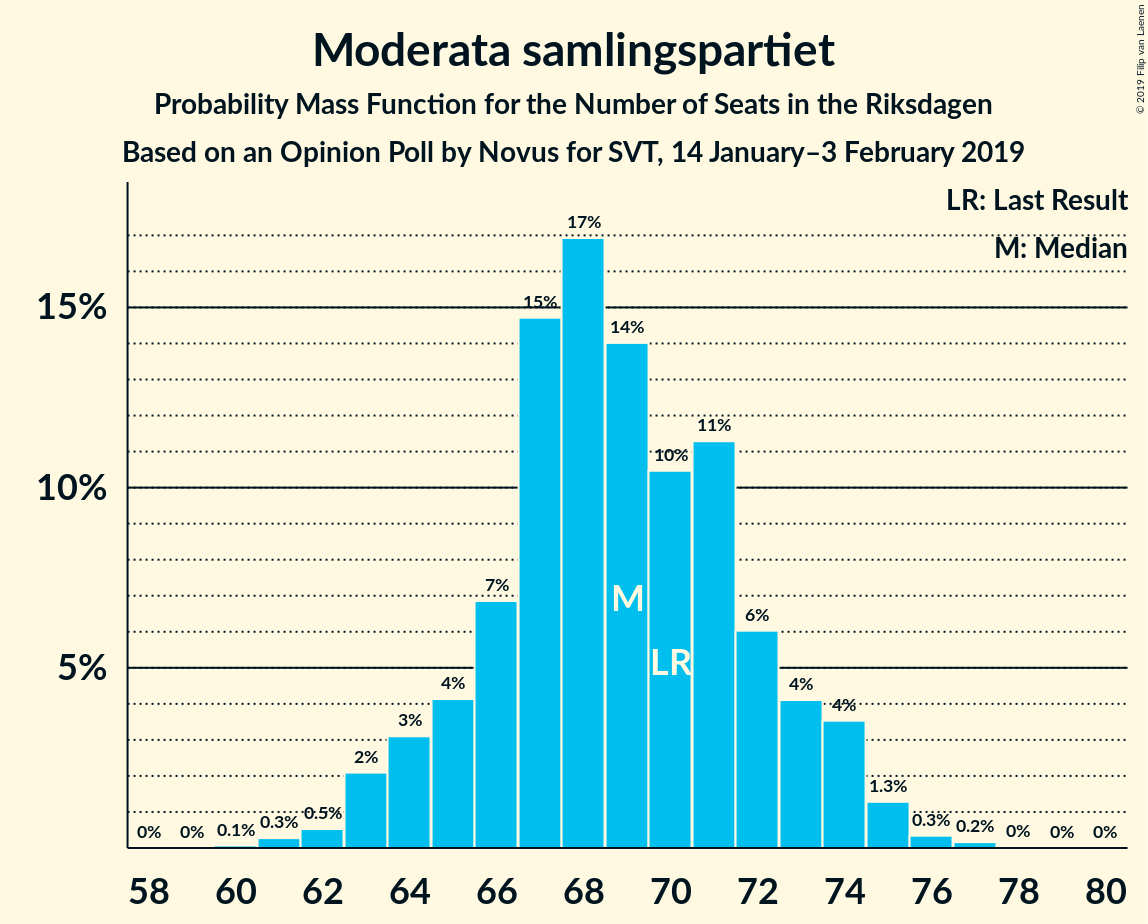 Moderata samlingspartiet
Probability Mass Function for the Number of Seats in the Riksdagen
Based on an Opinion Poll by Novus for SVT, 14 January–3 February 2019
© 2019 Filip van Laenen
LR: Last Result
M: Median
15%
10%
5%
0%
0%
0.1%
0.3%
0.5%
2%
3%
4%
7%
15%
17%
14%
10%
11%
6%
4%
4%
1.3%
0.3%
0.2%
0%
0%
0%
M
LR
58 60 62 64 66 68 70 72 74 76 78 80